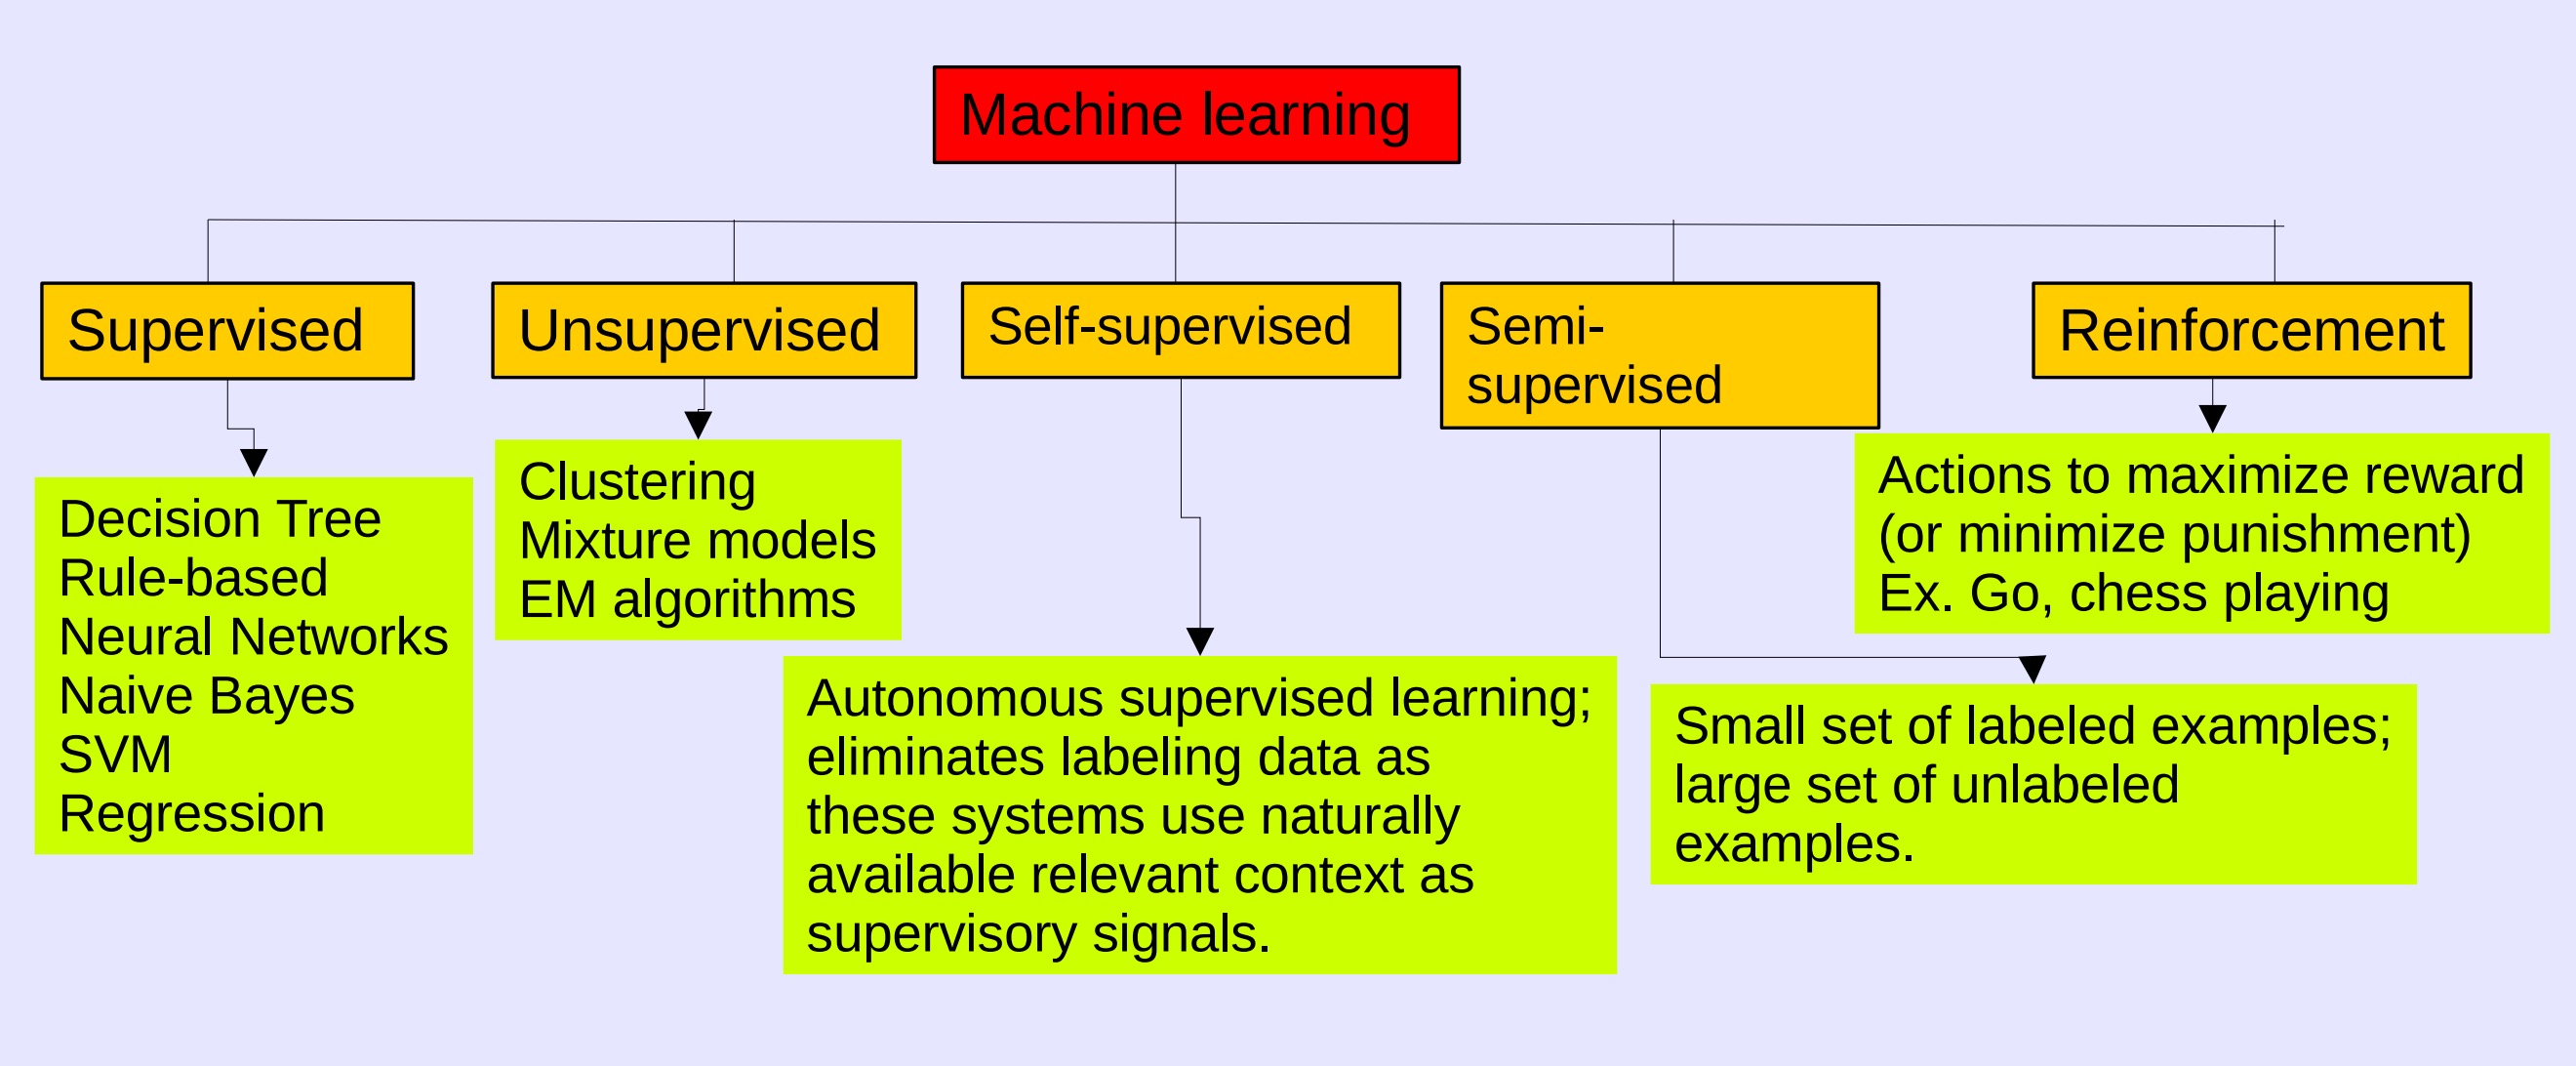 Machine learning
Supervised
Unsupervised
Self-supervised
Semi-
supervised
Reinforcement
Decision Tree
Rule-based
Neural Networks
Naive Bayes
SVM
Regression
Clustering
Mixture models
EM algorithms
Autonomous supervised learning;
eliminates labeling data as
these systems use naturally
available relevant context as
supervisory signals.
Small set of labeled examples;
large set of unlabeled
examples.
Actions to maximize reward
(or minimize punishment)
Ex. Go, chess playing